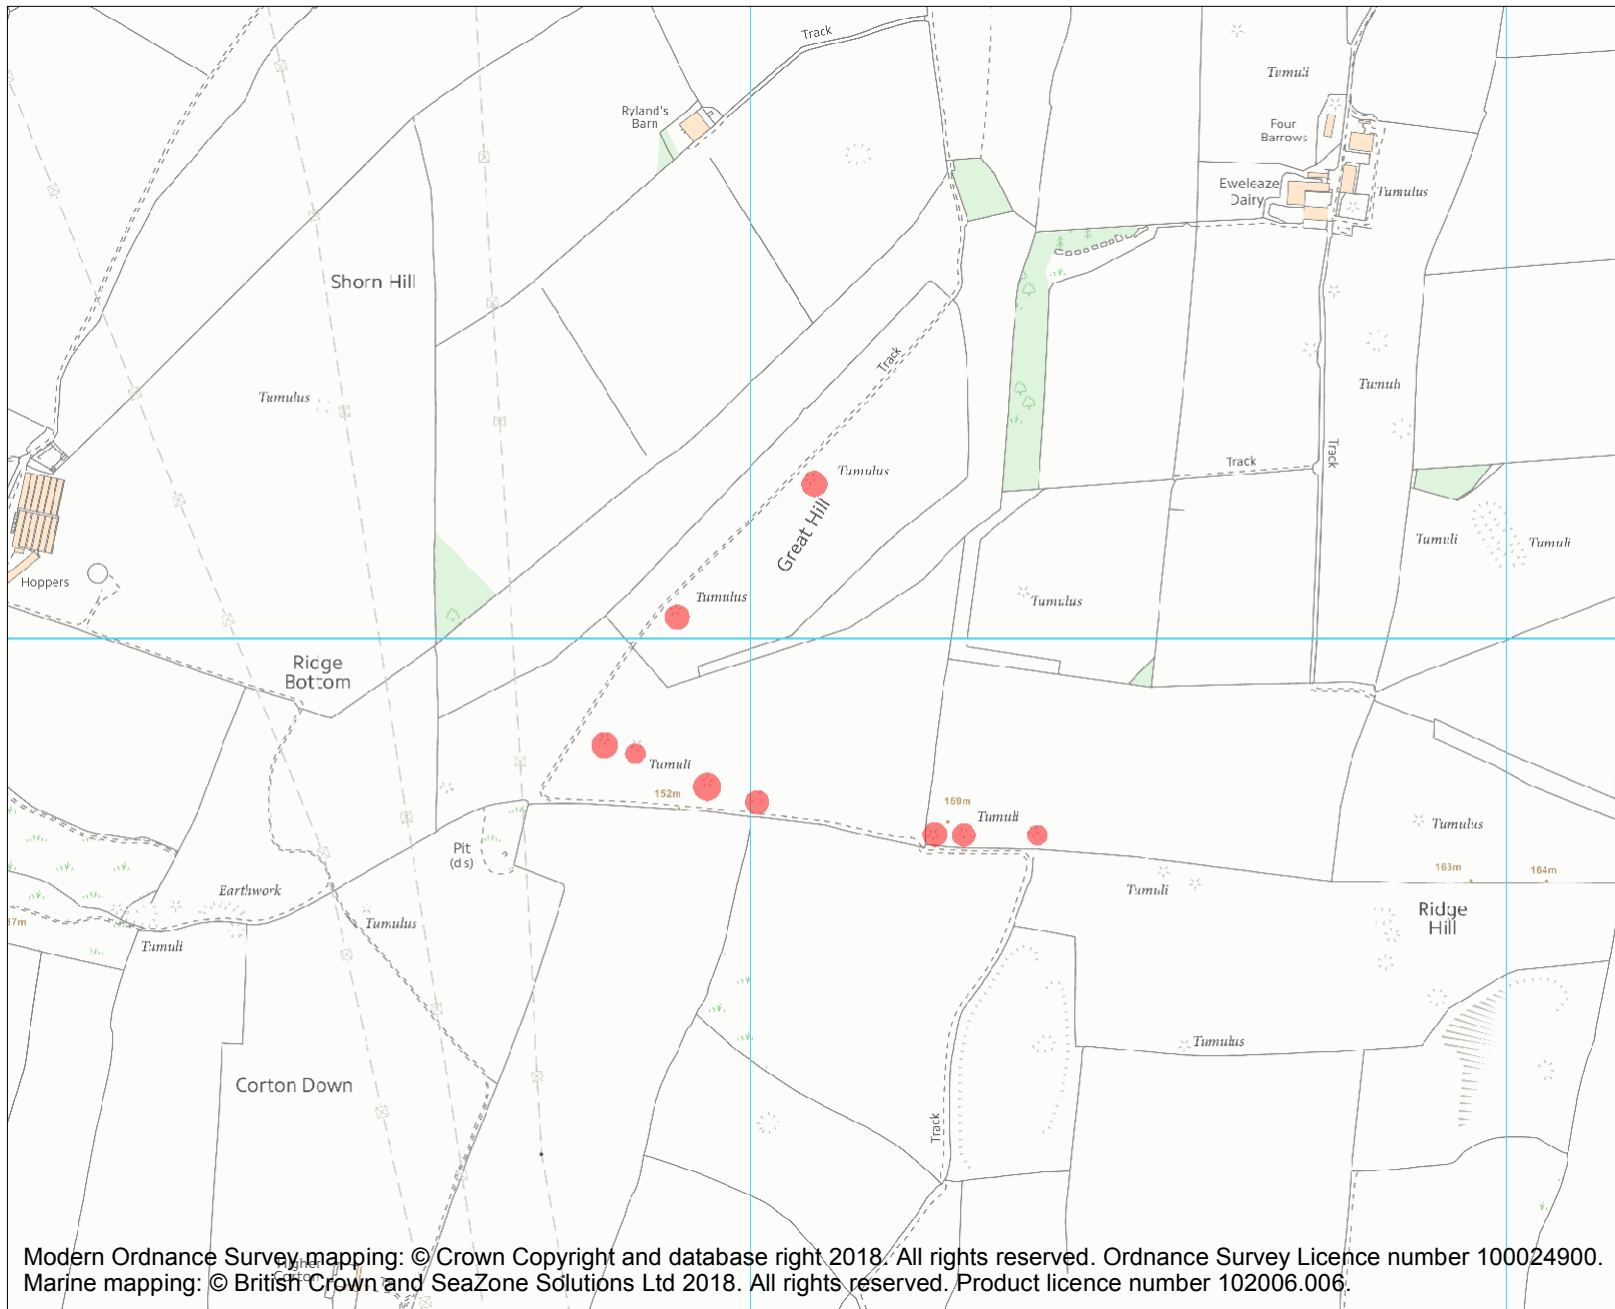 Track
Ryland's
Barn
Tumuli
Four
Barrows
Eweleaze
Dairy
Tumulus
Shorn Hill
Track
Tumuli
Tumulus
Track
Track
Tumulus
Great Hill
Tumuli
Tumuli
Hoppers
Tumulus
Tumulus
Ridge
Bottom
Tumuli
152m
159m
Tumuli
Tumulus
Pit
(ds)
163m
164m
Earthwork
Tumuli
Ridge
Hill
37m
Tumulus
Tumuli
Tumulus
Corton Down
Track
Higher
Corton
Modern Ordnance Survey mapping: © Crown Copyright and database right 2018. All rights reserved. Ordnance Survey Licence number 100024900.
Marine mapping: © British Crown and SeaZone Solutions Ltd 2018. All rights reserved. Product licence number 102006.006.